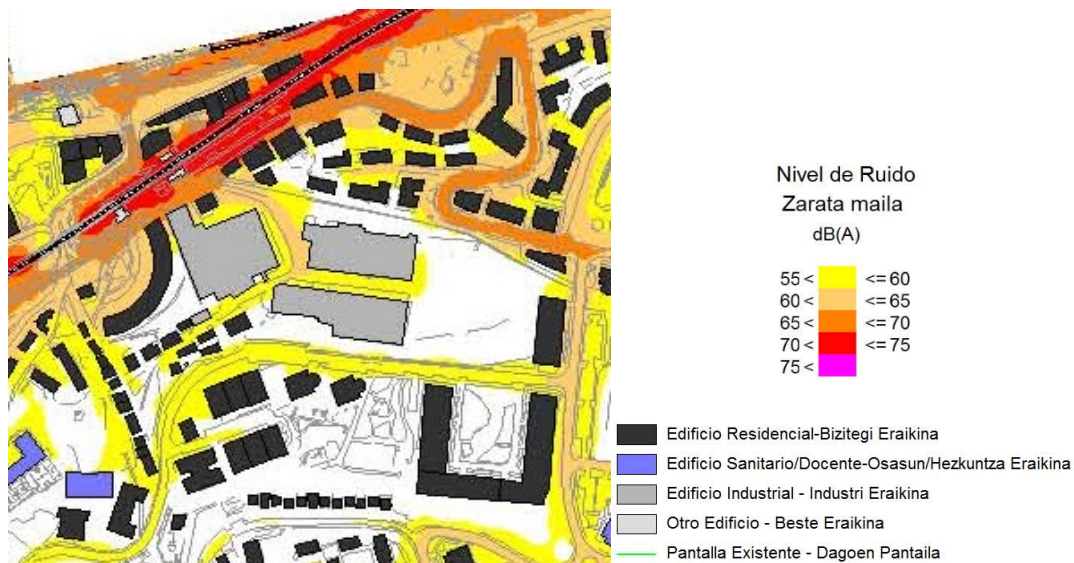 Nivel de Ruido
Zarata maila
dB(A)
55 < <= 60
60 < <= 65
65 < <= 70
70 < <= 75
75 <
Edificio Residencial-Bizitegi Eraikina
Edificio Sanitario/Docente-Osasun/Hezkuntza Eraikina
Edificio Industrial - Industri Eraikina
Otro Edificio - Beste Eraikina
Pantalla Existente - Dagoen Pantaila